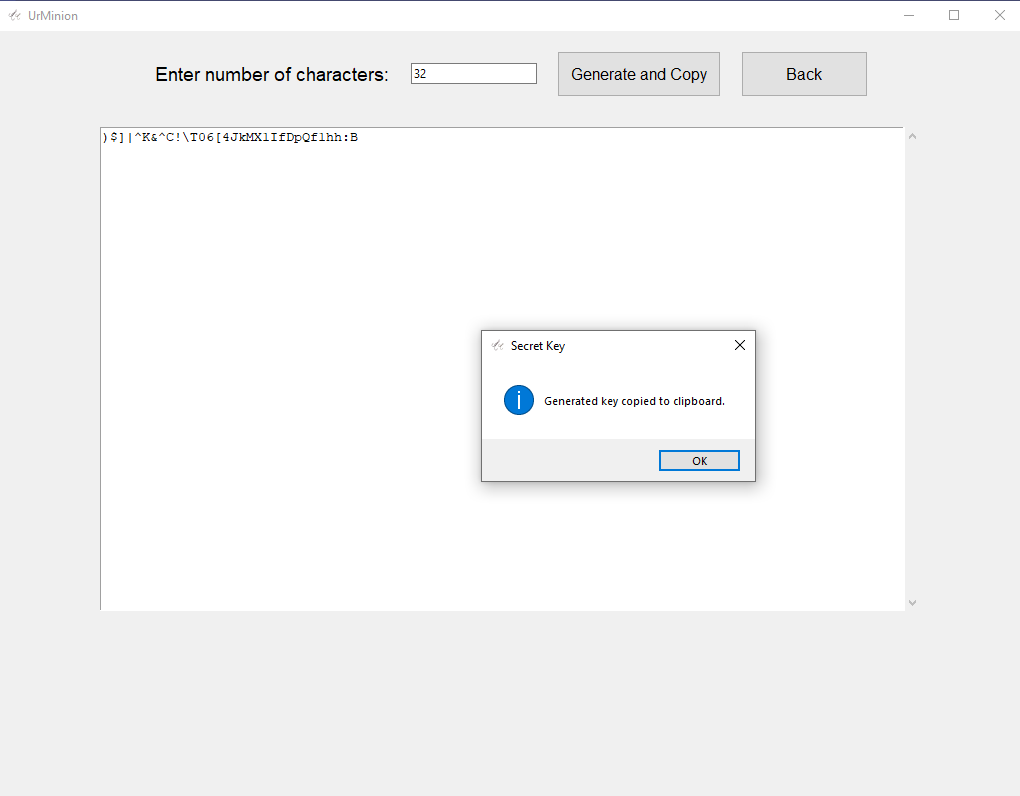 UrMinion
Enter number of characters: 32 Generate and Copy Back
)$]|^K&^C!\T06[4JkMXlIfDpQflhh:B
Secret Key
Generated key copied to clipboard.
OK